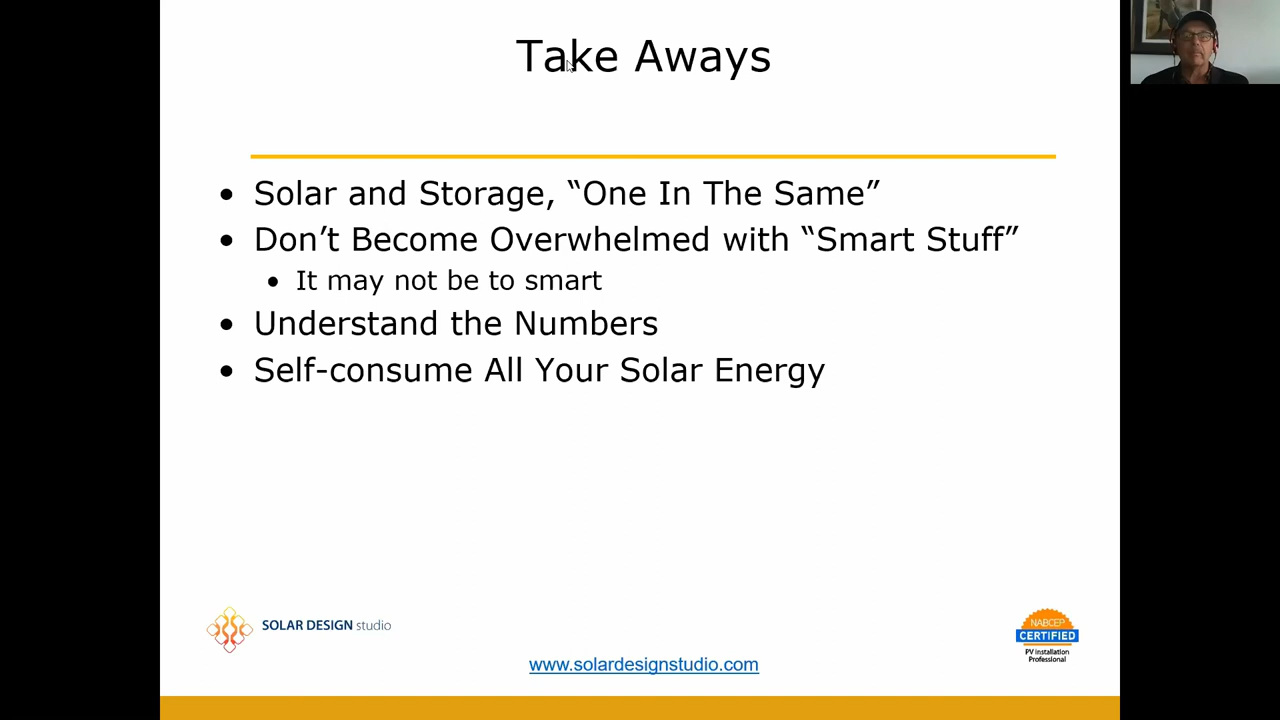 Take Aways
• Solar and Storage, “One In The Same”
• Don’t Become Overwhelmed with “Smart Stuff”
• It may not be to smart
• Understand the Numbers
• Self-consume All Your Solar Energy
SOLAR DESIGN studio
www.solardesignstudio.com
NABCEP
CERTIFIED
PV Installation
Professional